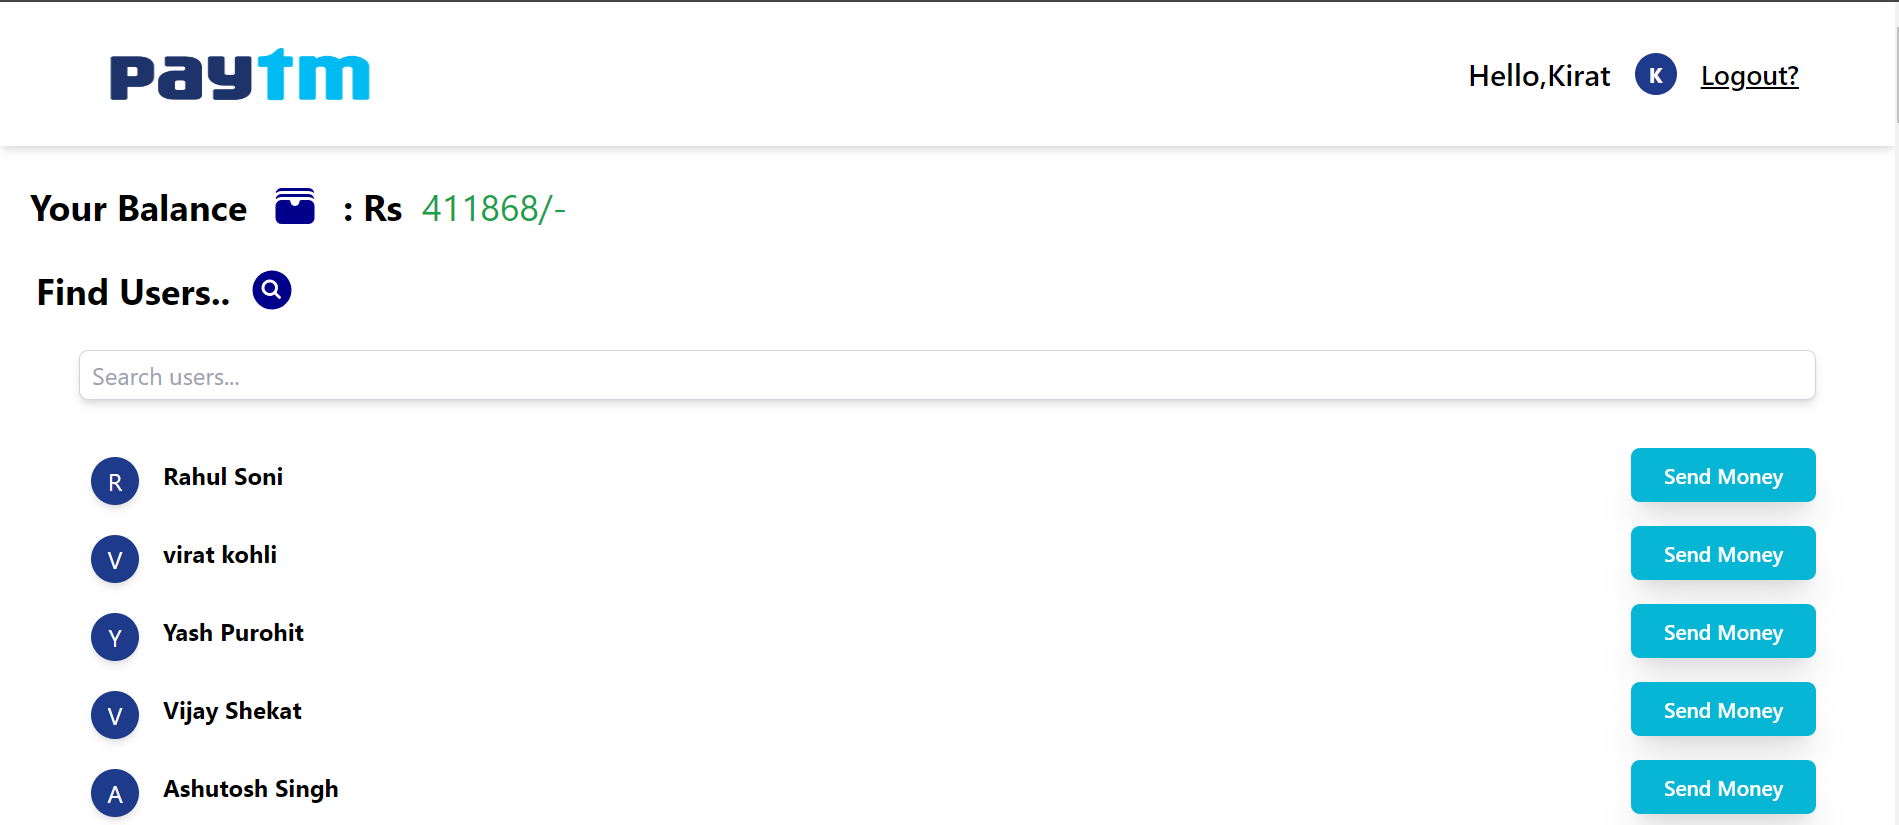 paytm
Hello,Kirat K Logout?
Your Balance : Rs 411868/-
Find Users..
Search users...
R Rahul Soni Send Money
V virat kohli Send Money
Y Yash Purohit Send Money
V Vijay Shekat Send Money
A Ashutosh Singh Send Money